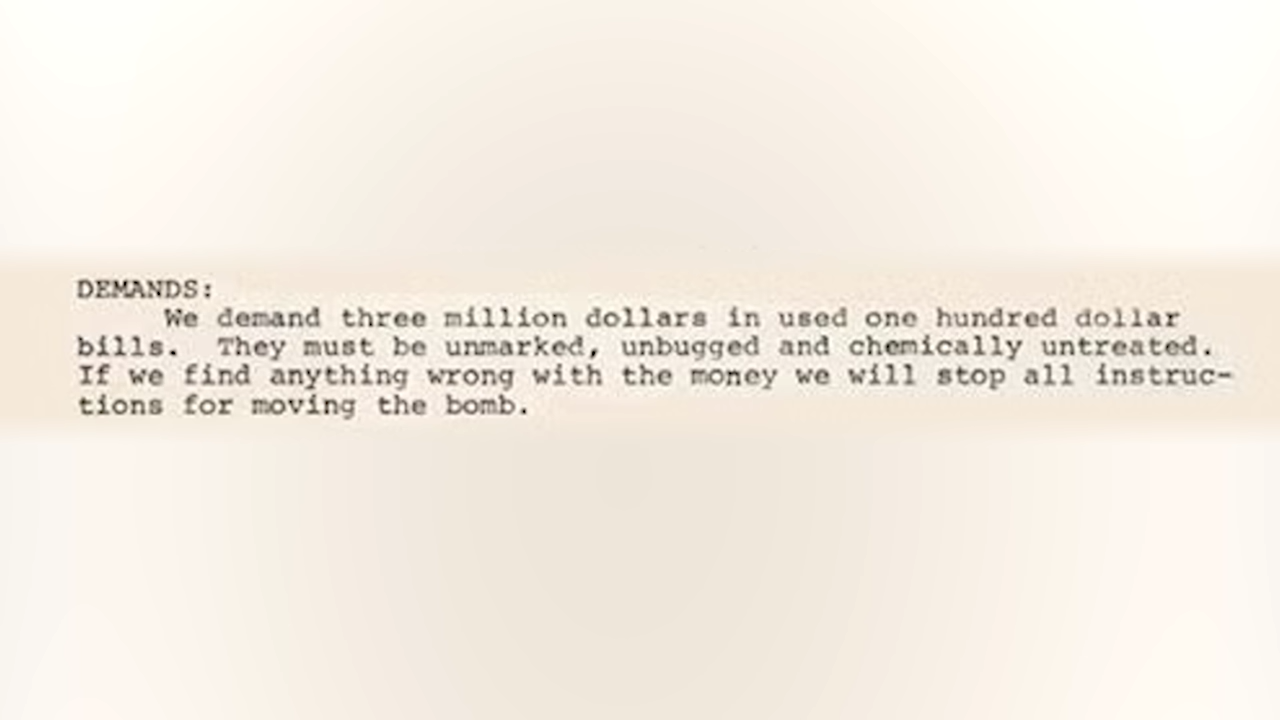 DEMANDS:
We demand three million dollars in used one hundred dollar
bills. They must be unmarked, unbugged and chemically untreated.
If we find anything wrong with the money we will stop all instruc-
tions for moving the bomb.